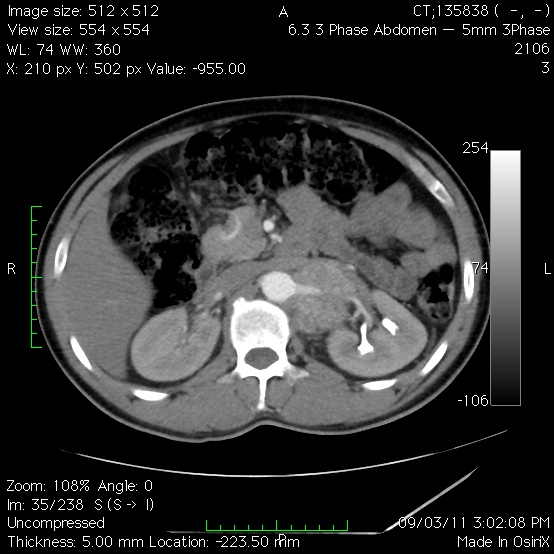 Image size: 512 x 512
View size: 554 x 554
WL: 74 WW: 360
X: 210 px Y: 502 px Value: -955.00
A
CT;135838 ( -, -)
6.3 3 Phase Abdomen — 5mm 3Phase
2106
3
254
R
74
L
-106
Zoom: 108% Angle: 0
Im: 35/238 S (S -> I)
Uncompressed
Thickness: 5.00 mm Location: -223.50 mm
P
09/03/11 3:02:08 PM
Made In OsiriX